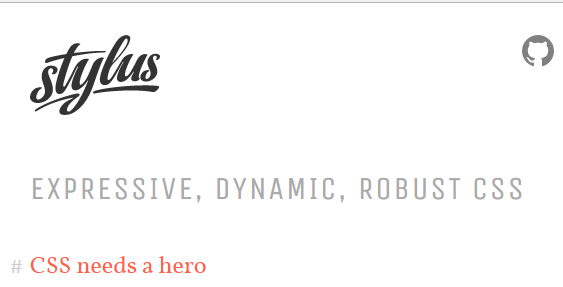 stylus
EXPRESSIVE, DYNAMIC, ROBUST CSS
# CSS needs a hero